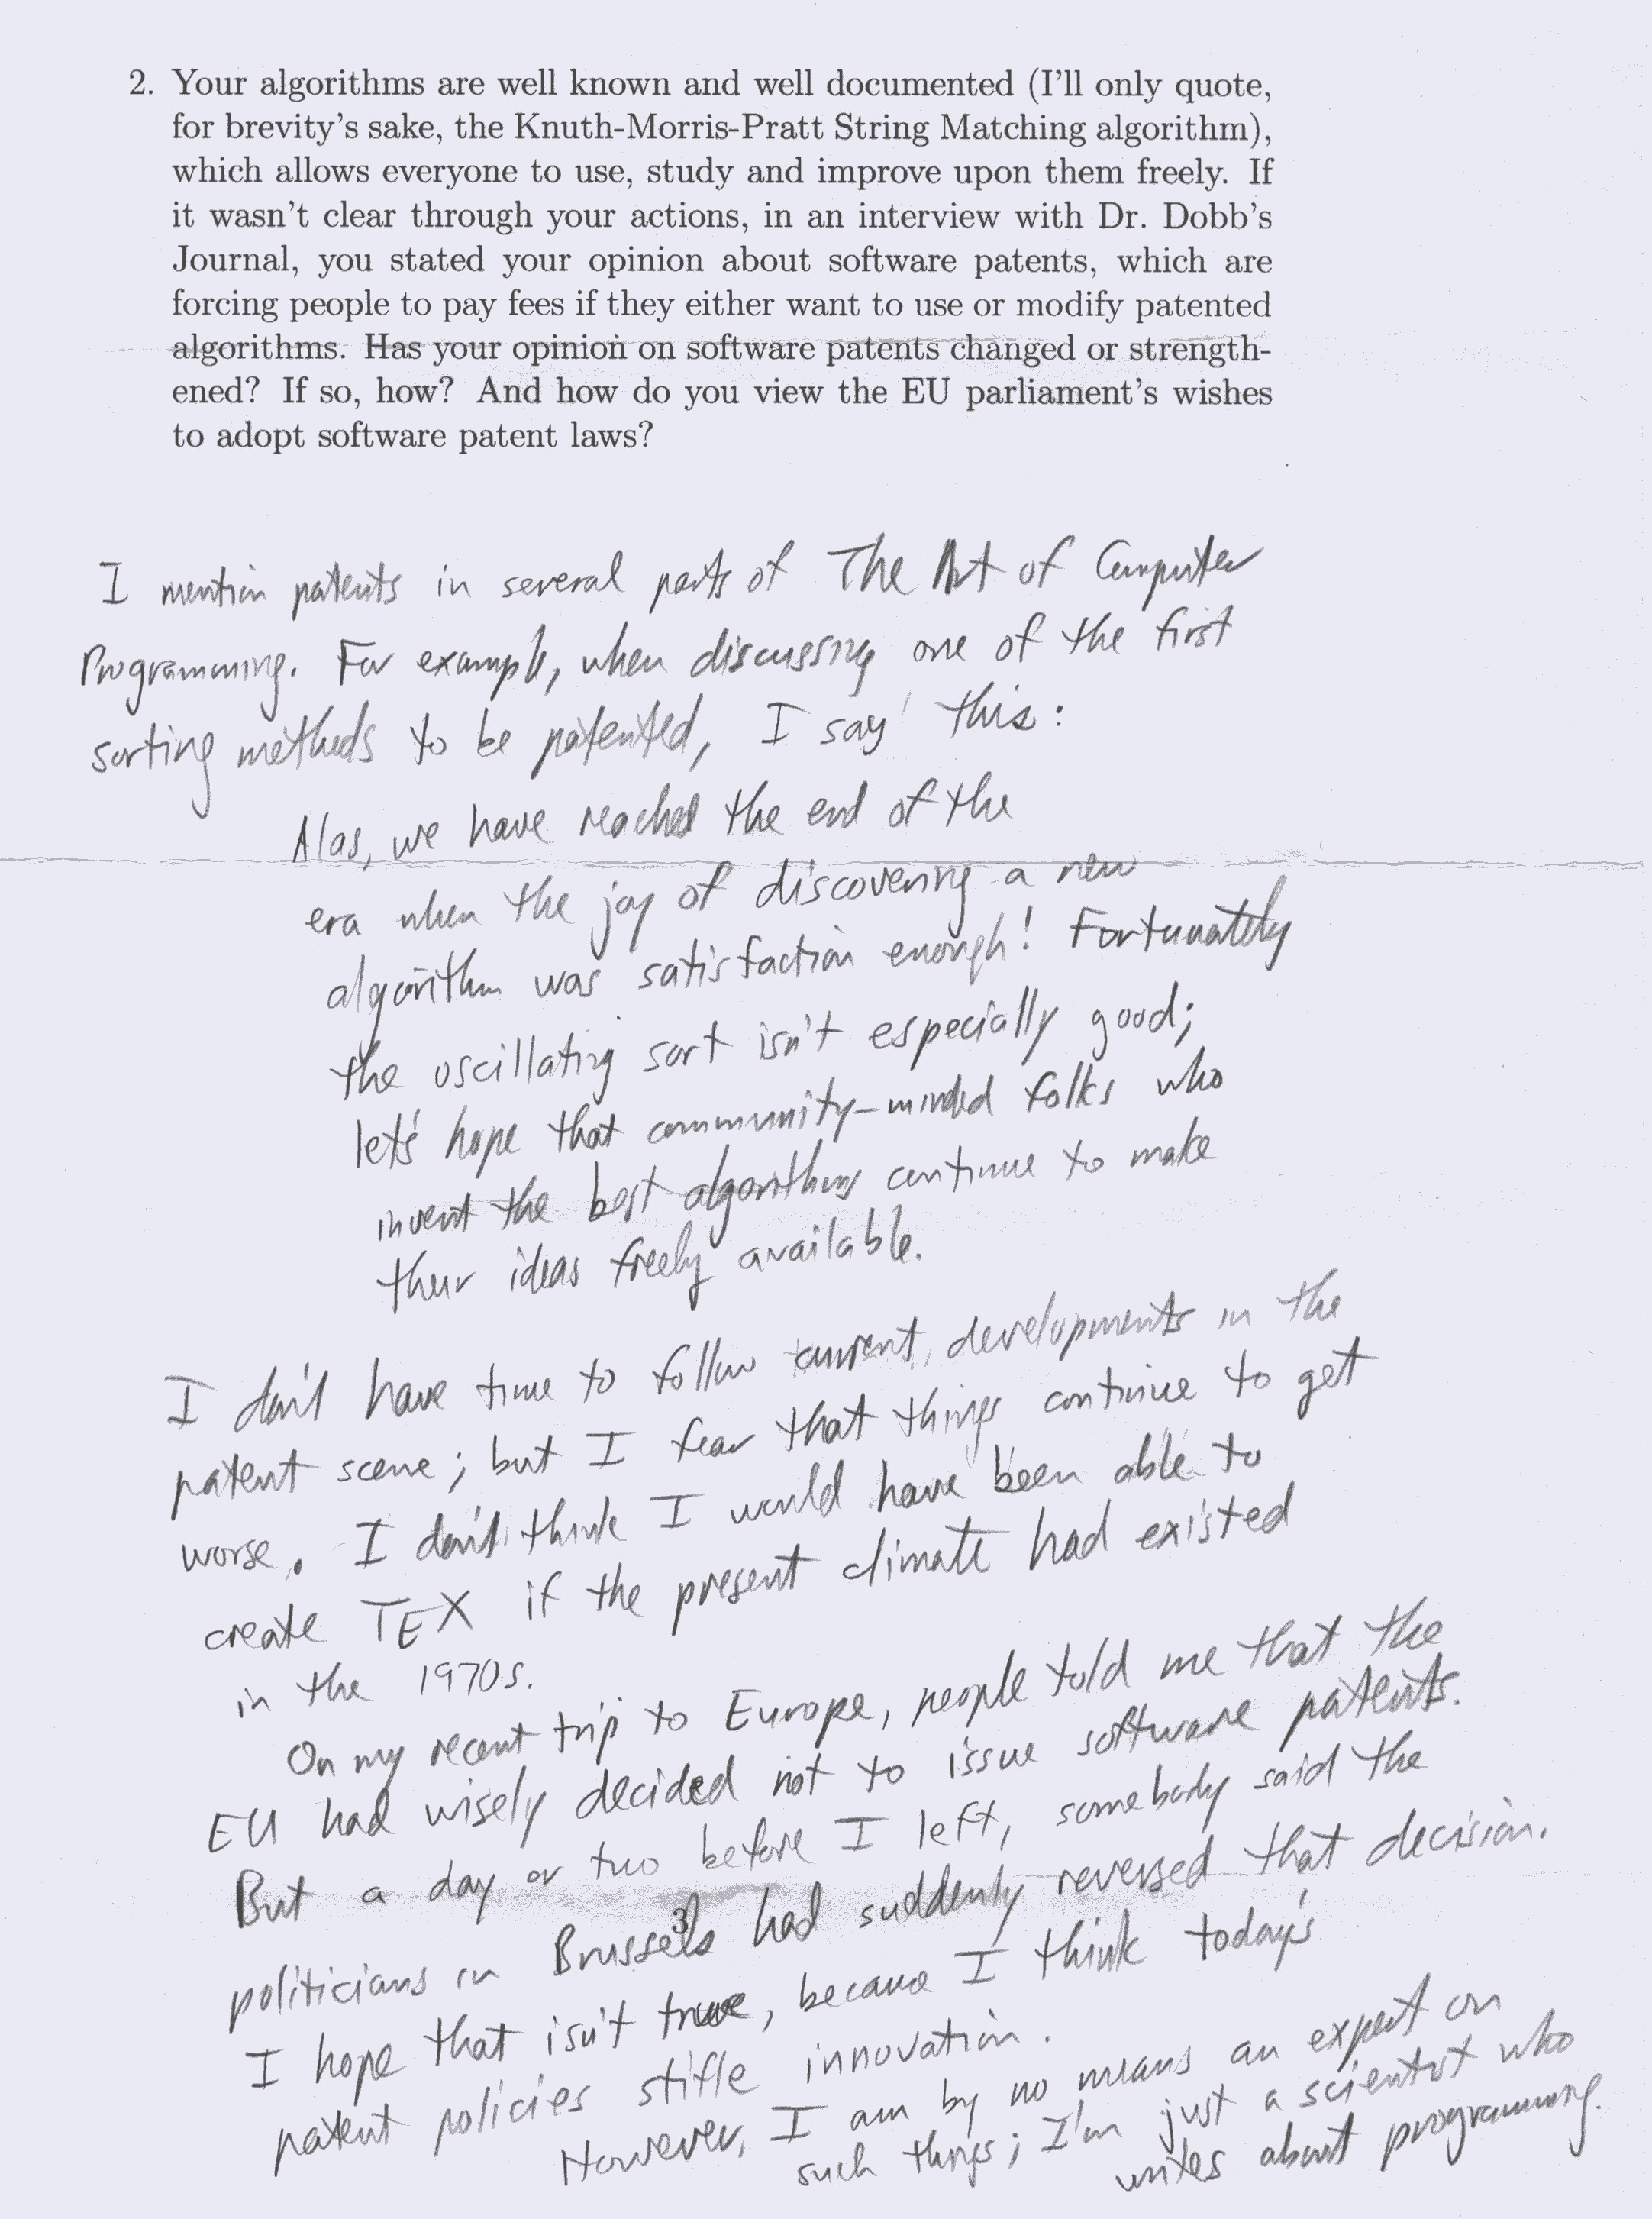 2. Your algorithms are well known and well documented (I'll only quote,
for brevity's sake, the Knuth-Morris-Pratt String Matching algorithm),
which allows everyone to use, study and improve upon them freely. If
it wasn't clear through your actions, in an interview with Dr. Dobb's
Journal, you stated your opinion about software patents, which are
forcing people to pay fees if they either want to use or modify patented
algorithms. Has your opinion on software patents changed or strength-
ened? If so, how? And how do you view the EU parliament's wishes
to adopt software patent laws?
I mention patents in several parts of The Art of Computer
Programming. For example, when discussing one of the first
sorting methods to be patented, I say this:
Alas, we have reached the end of the
era when the joy of discovering a new
algorithm was satisfaction enough! Fortunately
the oscillating sort isn't especially good;
let's hope that community-minded folks who
invent the best algorithms continue to make
their ideas freely available.
I don't have time to follow current developments in the
patent scene; but I fear that things continue to get
worse. I don't think I would have been able to
create TEX if the present climate had existed
in the 1970s.
On my recent trip to Europe, people told me that the
EU had wisely decided not to issue software patents.
But a day or two before I left, somebody said the
politicians in Brussels had suddenly reversed that decision.
3
I hope that isn't true, because I think today's
patent policies stifle innovation.
However, I am by no means an expert on
such things; I'm just a scientist who
writes about programming.